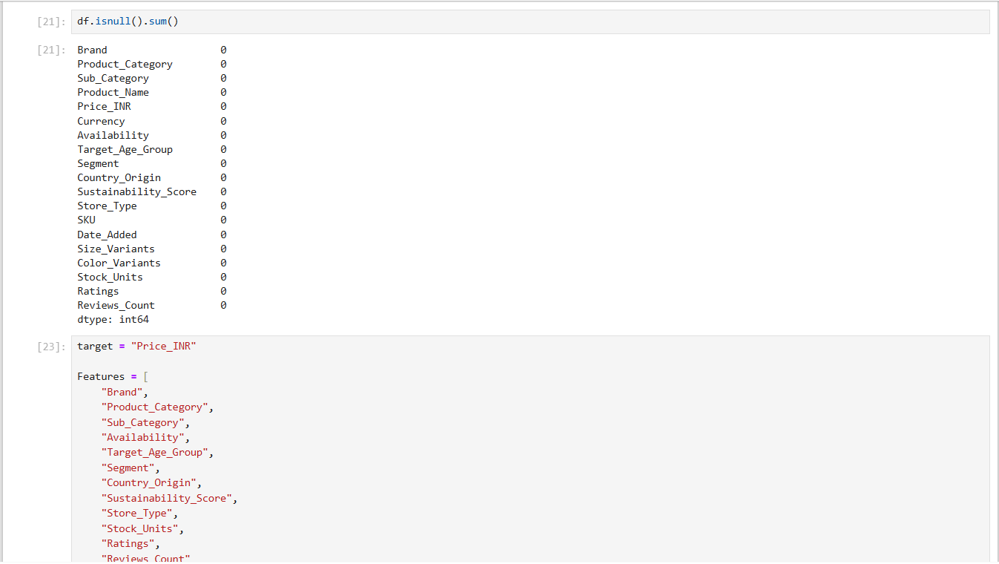 [21]: df.isnull().sum()
[21]: Brand 0
Product_Category 0
Sub_Category 0
Product_Name 0
Price_INR 0
Currency 0
Availability 0
Target_Age_Group 0
Segment 0
Country_Origin 0
Sustainability_Score 0
Store_Type 0
SKU 0
Date_Added 0
Size_Variants 0
Color_Variants 0
Stock_Units 0
Ratings 0
Reviews_Count 0
dtype: int64
[23]: target = "Price_INR"
Features = [
"Brand",
"Product_Category",
"Sub_Category",
"Availability",
"Target_Age_Group",
"Segment",
"Country_Origin",
"Sustainability_Score",
"Store_Type",
"Stock_Units",
"Ratings",
"Reviews_Count"